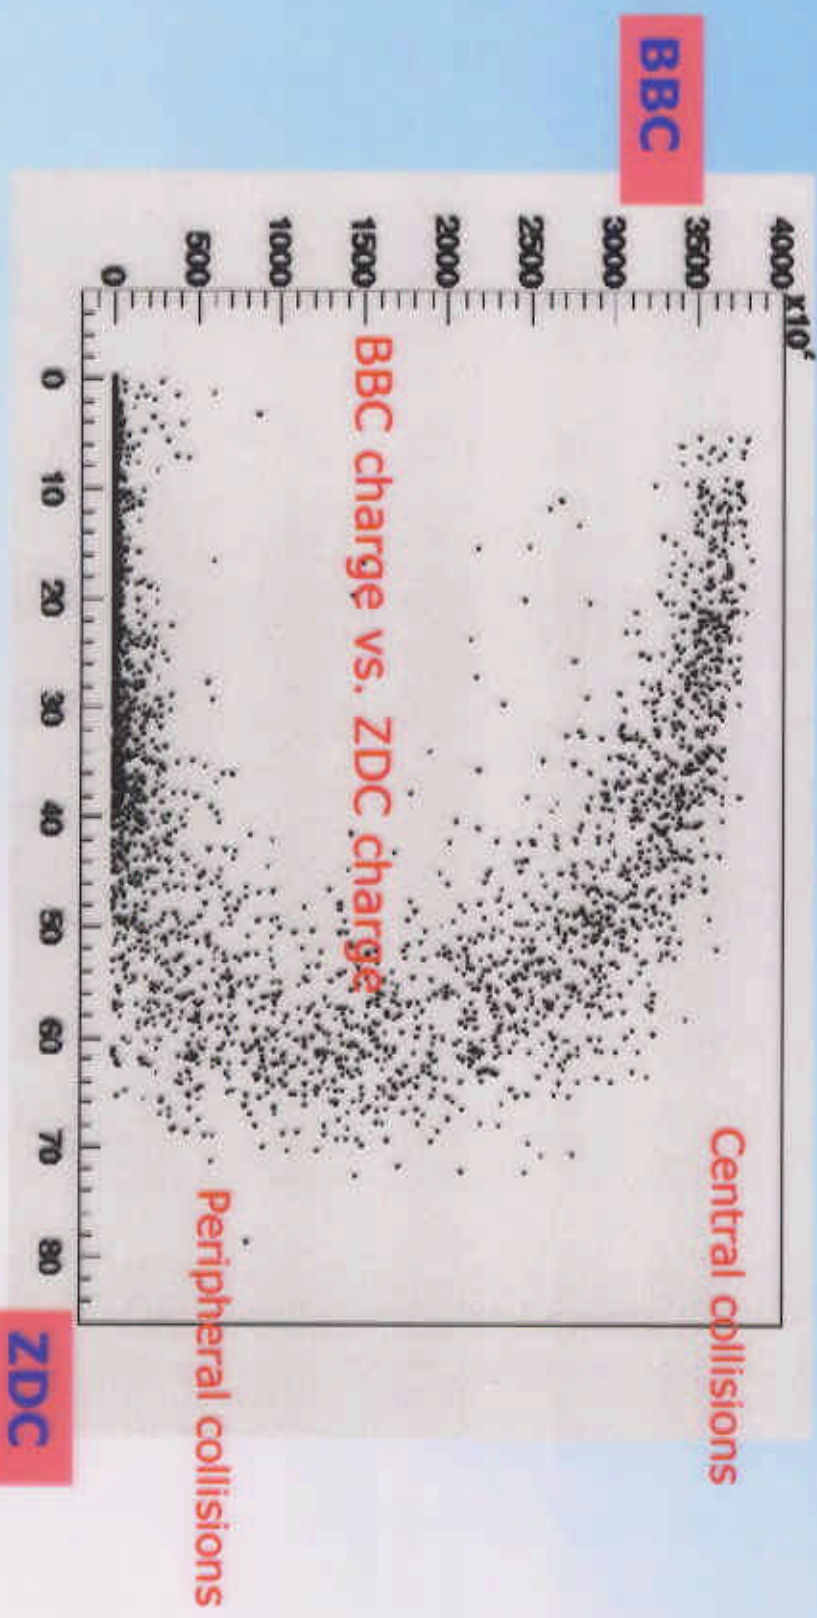 BBC
4000
x10⁶
3500
3000
2500
2000
1500
1000
500
0
BBC charge vs. ZDC charge
Central collisions
Peripheral collisions
0 10 20 30 40 50 60 70 80
ZDC